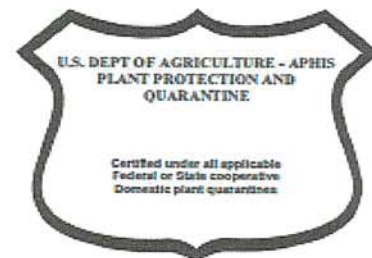 U.S. DEPT OF AGRICULTURE – APHIS
PLANT PROTECTION AND
QUARANTINE
Certified under all applicable
Federal or State cooperative
Domestic plant quarantines